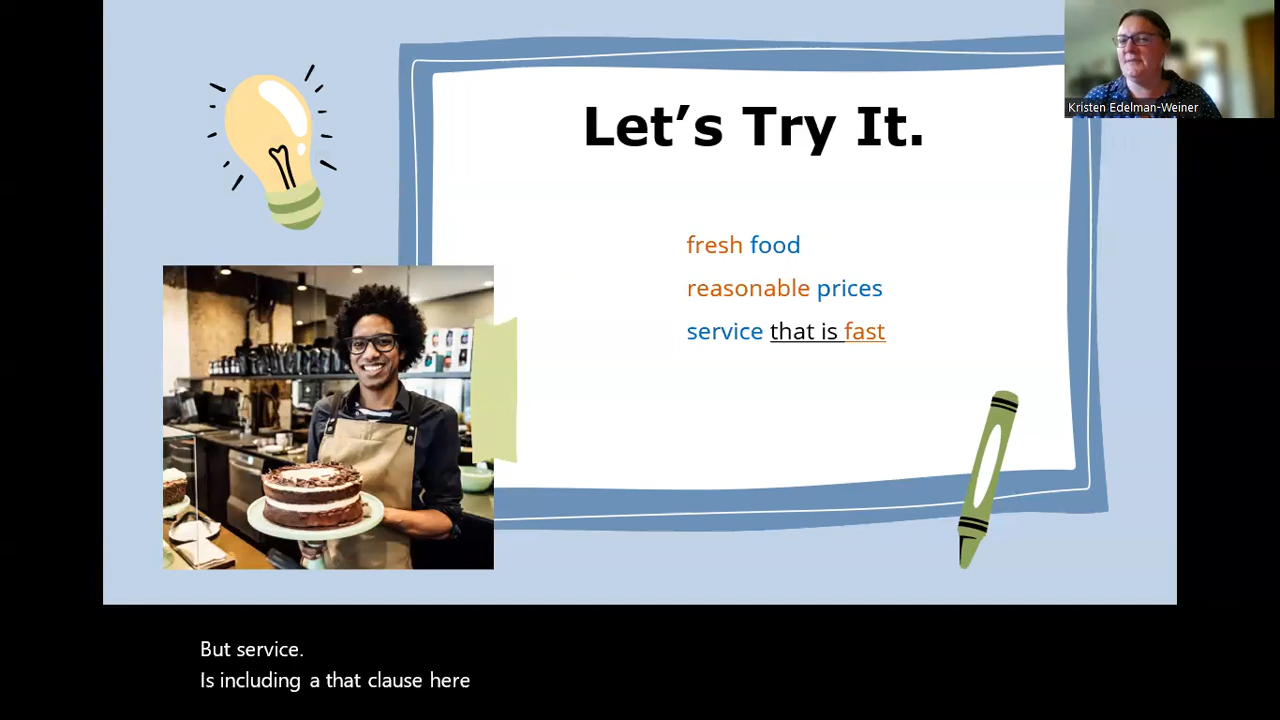 Let’s Try It.
Kristen Edelman-Weiner
fresh food
reasonable prices
service that is fast
But service.
Is including a that clause here